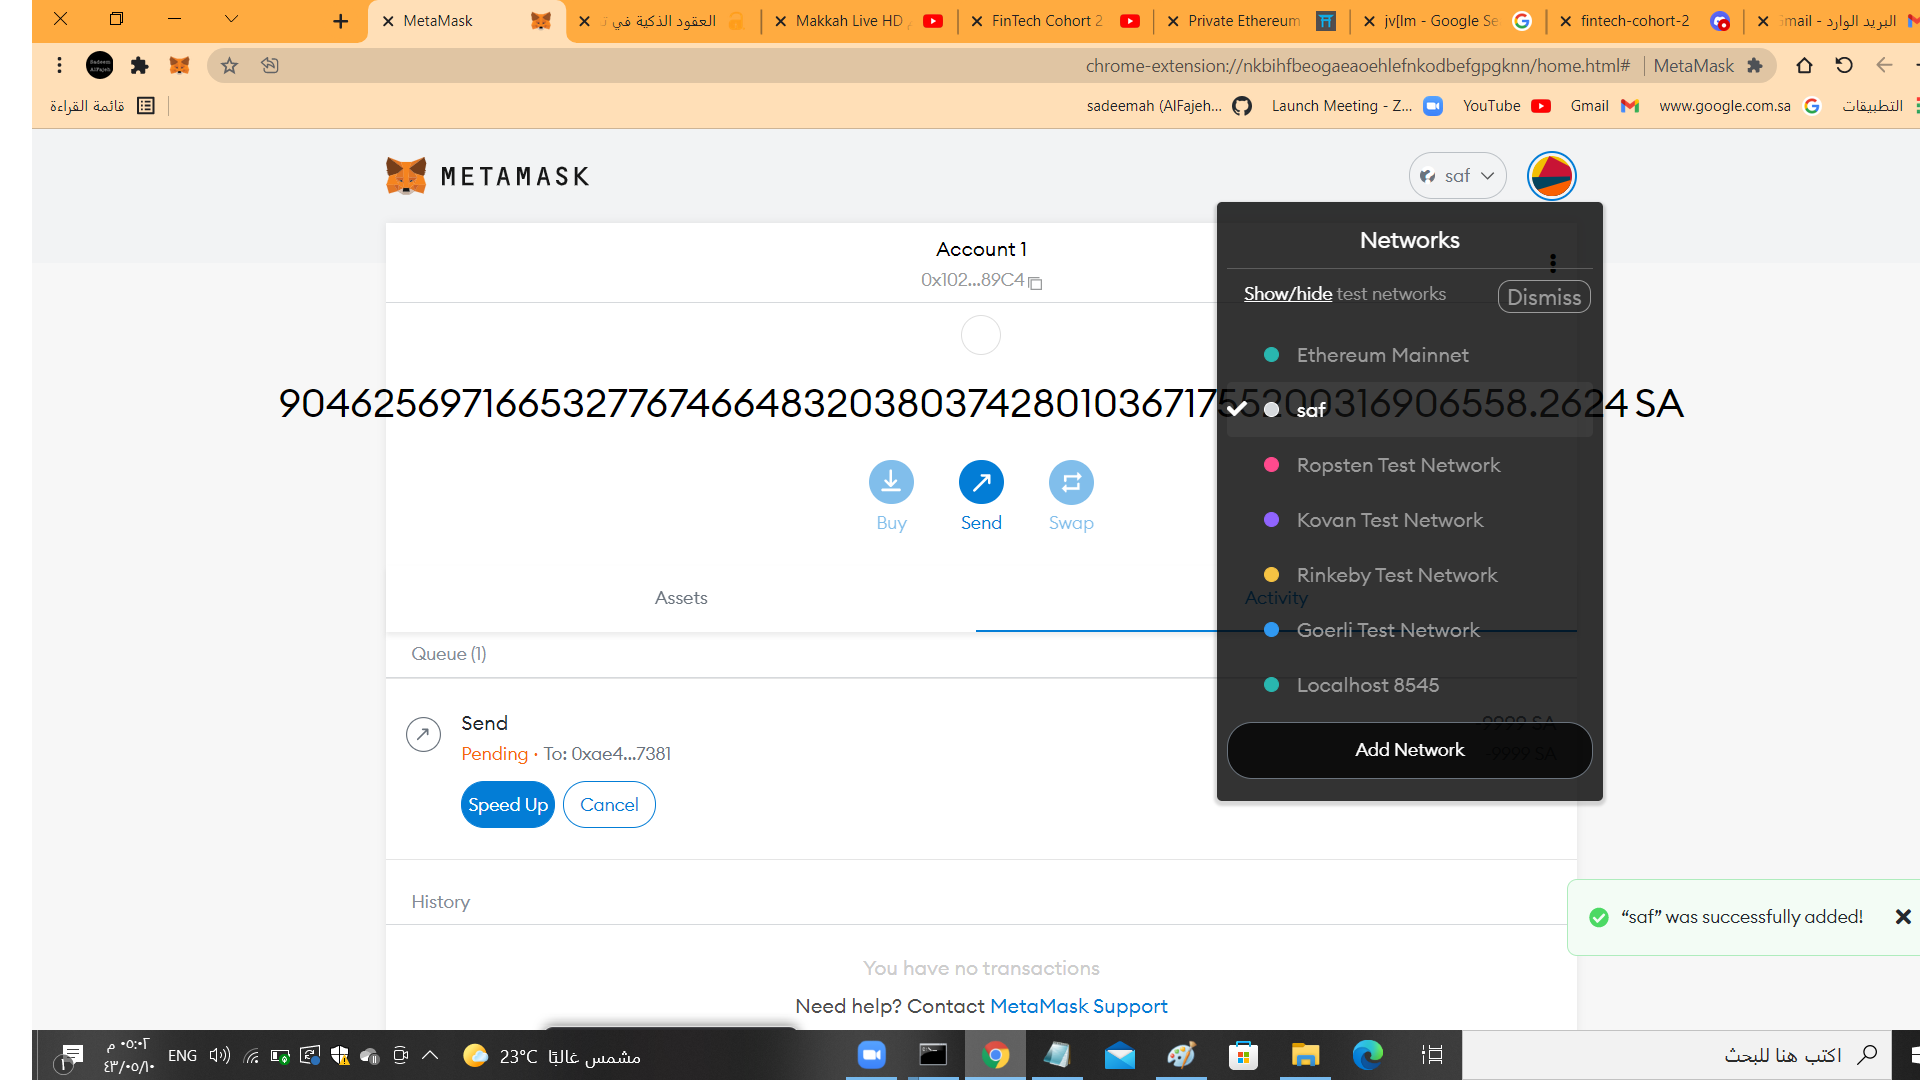 MetaMask
العقود الذكية في ت
Makkah Live HD
FinTech Cohort 2
Private Ethereum
jv[lm - Google Se
fintech-cohort-2
البريد الوارد - Gmail
chrome-extension://nkbihfbeogaeaoehlefnkodbefgpgknn/home.html#
MetaMask
قائمة القراءة
sadeemah (AlFajeh...
Launch Meeting - Z...
YouTube
Gmail
www.google.com.sa
التطبيقات
METAMASK
saf
Account 1
0x102...89C4
Networks
Show/hide test networks
Dismiss
Ethereum Mainnet
saf
Ropsten Test Network
Kovan Test Network
Rinkeby Test Network
Goerli Test Network
Localhost 8545
Add Network
904625697166532776746648320380374280103671755200316906558.2624 SA
Buy
Send
Swap
Assets
Activity
Queue (1)
Send
-9999 SA
Pending · To: 0xae4...7381
-9999 SA
Speed Up
Cancel
History
You have no transactions
Need help? Contact MetaMask Support
“saf” was successfully added!
٠٥:٠٢ م
٤٣/٠٥/١٠
ENG
23°C مشمس غالبًا
اكتب هنا للبحث